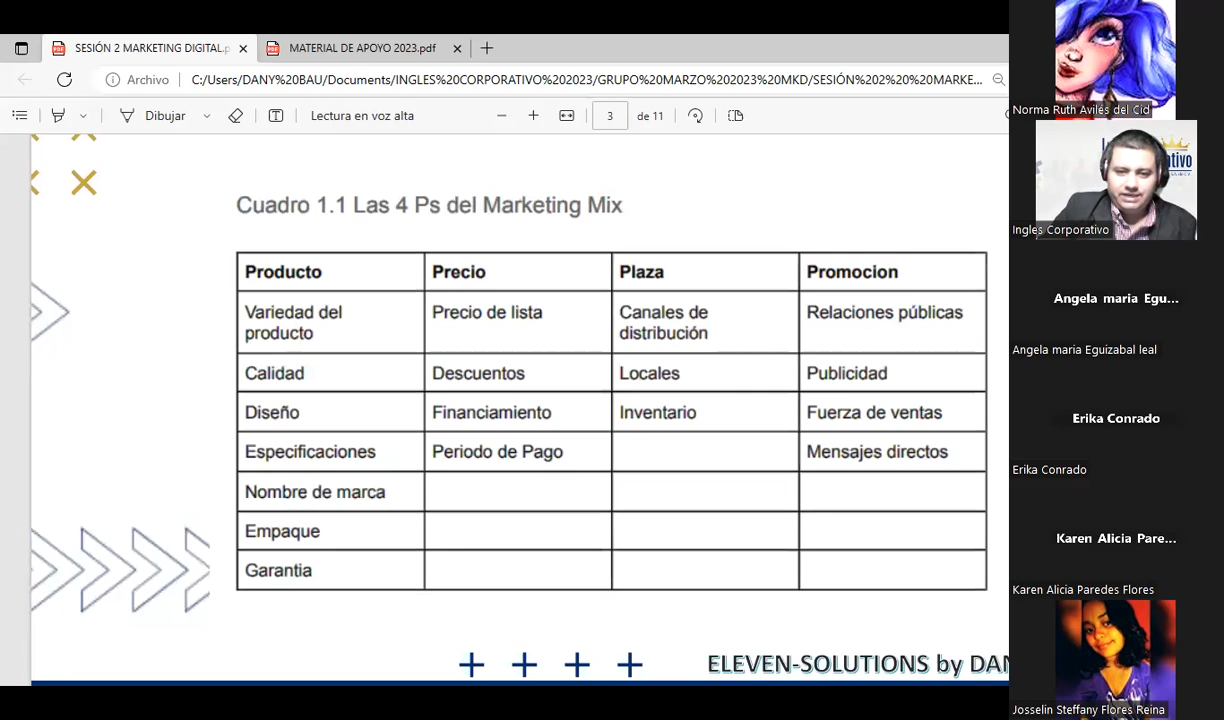 SESIÓN 2 MARKETING DIGITAL.p
MATERIAL DE APOYO 2023.pdf
Archivo
C:/Users/DANY%20BAU/Documents/INGLES%20CORPORATIVO%202023/GRUPO%20MARZO%202023%20MKD/SESIÓN%202%20%20MARKE...
Dibujar
Lectura en voz alta
3 de 11
Cuadro 1.1 Las 4 Ps del Marketing Mix
Producto Precio Plaza Promocion
Variedad del producto Precio de lista Canales de distribución Relaciones públicas
Calidad Descuentos Locales Publicidad
Diseño Financiamiento Inventario Fuerza de ventas
Especificaciones Periodo de Pago Mensajes directos
Nombre de marca
Empaque
Garantia
ELEVEN-SOLUTIONS by DAN
Norma Ruth Aviles del Cid
Ingles Corporativo
Angela maria Egu...
Angela maria Eguizabal leal
Erika Conrado
Erika Conrado
Karen Alicia Pare...
Karen Alicia Paredes Flores
Josselin Steffany Flores Reina